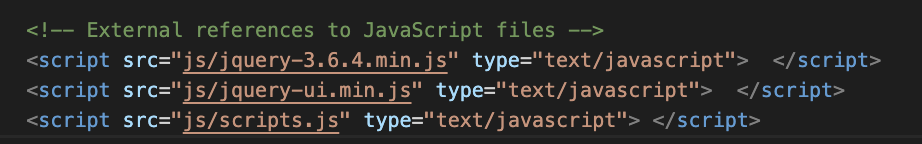 <!-- External references to JavaScript files -->
<script src="js/jquery-3.6.4.min.js" type="text/javascript">  </script>
<script src="js/jquery-ui.min.js" type="text/javascript">  </script>
<script src="js/scripts.js" type="text/javascript"> </script>